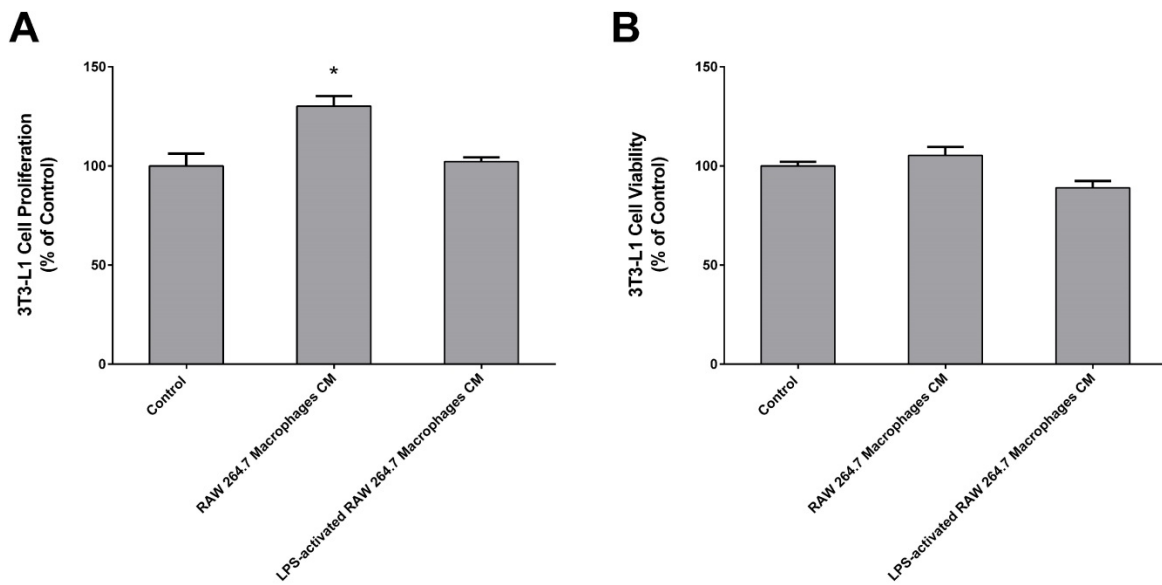 A
3T3-L1 Cell Proliferation
(% of Control)
150
100
50
0
*
Control
RAW 264.7 Macrophages CM
LPS-activated RAW 264.7 Macrophages CM
B
3T3-L1 Cell Viability
(% of Control)
150
100
50
0
Control
RAW 264.7 Macrophages CM
LPS-activated RAW 264.7 Macrophages CM